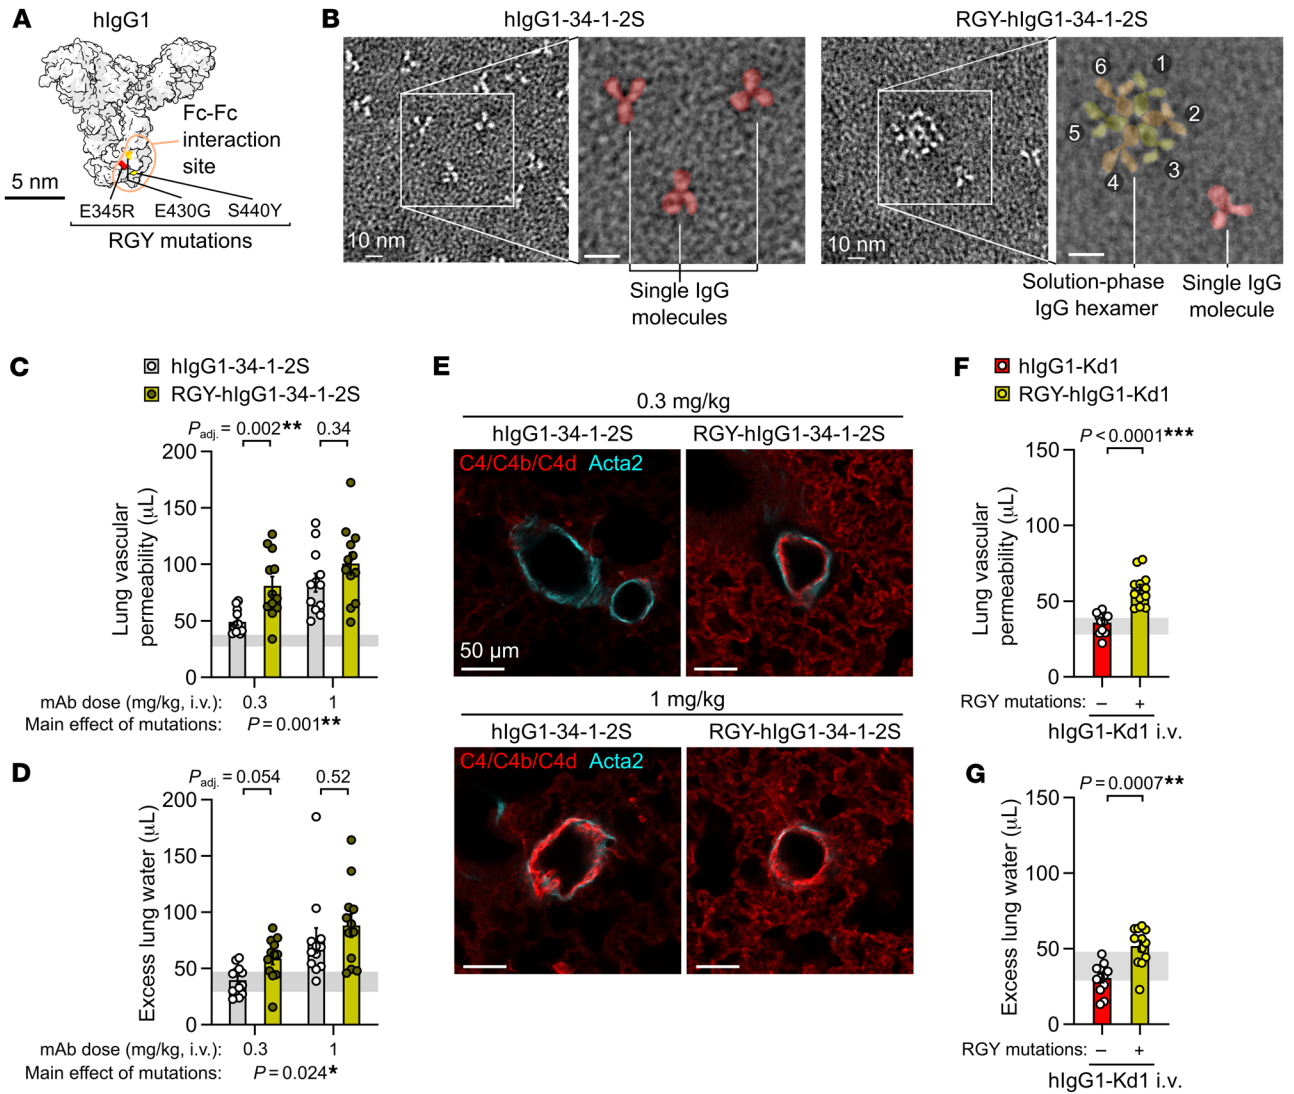 A
hIgG1
Fc-Fc
interaction
site
5 nm
E345R E430G S440Y
RGY mutations
B
hIgG1-34-1-2S
RGY-hIgG1-34-1-2S
10 nm
10 nm
1
2
3
4
5
6
Single IgG
molecules
Solution-phase
IgG hexamer
Single IgG
molecule
C
hIgG1-34-1-2S
RGY-hIgG1-34-1-2S
Padj. = 0.002** 0.34
Lung vascular
permeability (μL)
200
150
100
50
0
mAb dose (mg/kg, i.v.): 0.3 1
Main effect of mutations: P = 0.001**
D
Padj. = 0.054 0.52
Excess lung water (μL)
200
150
100
50
0
mAb dose (mg/kg, i.v.): 0.3 1
Main effect of mutations: P = 0.024*
E
0.3 mg/kg
hIgG1-34-1-2S RGY-hIgG1-34-1-2S
C4/C4b/C4d Acta2
50 μm
1 mg/kg
hIgG1-34-1-2S RGY-hIgG1-34-1-2S
C4/C4b/C4d Acta2
F
hIgG1-Kd1
RGY-hIgG1-Kd1
P < 0.0001***
Lung vascular
permeability (μL)
150
100
50
0
RGY mutations: – +
hIgG1-Kd1 i.v.
G
P = 0.0007**
Excess lung water (μL)
150
100
50
0
RGY mutations: – +
hIgG1-Kd1 i.v.